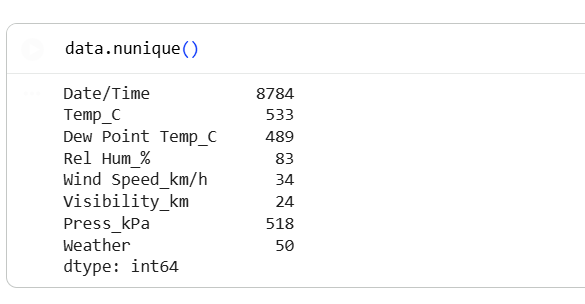 data.nunique()
Date/Time 8784
Temp_C 533
Dew Point Temp_C 489
Rel Hum_% 83
Wind Speed_km/h 34
Visibility_km 24
Press_kPa 518
Weather 50
dtype: int64